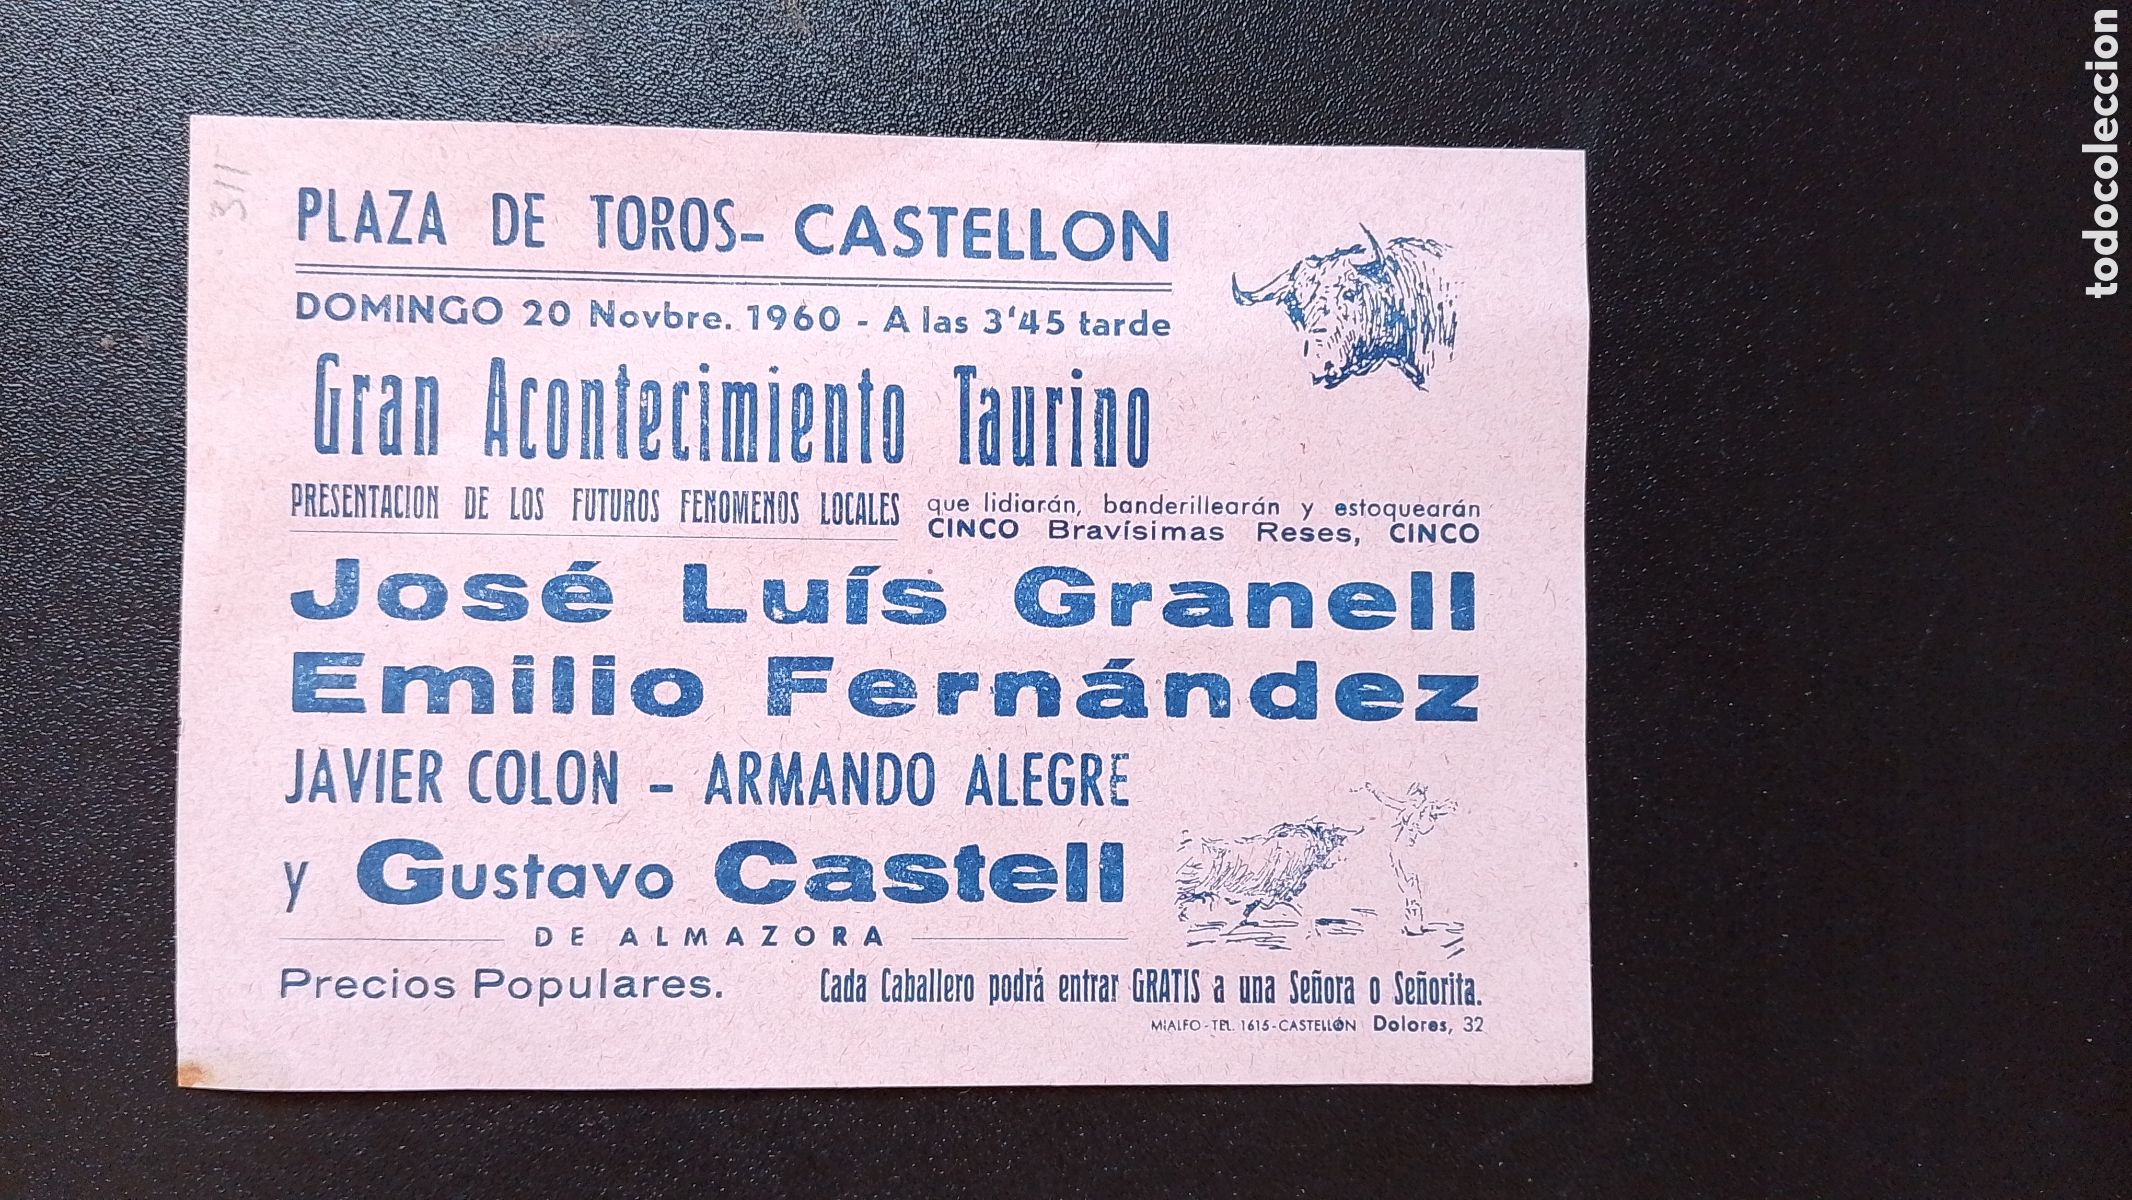 311
PLAZA DE TOROS- CASTELLON
DOMINGO 20 Novbre. 1960 - A las 3'45 tarde
Gran Acontecimiento Taurino
PRESENTACION DE LOS FUTUROS FENOMENOS LOCALES
que lidiarán, banderillearán y estoquearán
CINCO Bravísimas Reses, CINCO
José Luís Granell
Emilio Fernández
JAVIER COLON - ARMANDO ALEGRE
y Gustavo Castell
DE ALMAZORA
Precios Populares. Cada Caballero podrá entrar GRATIS a una Señora o Señorita.
MIALFO-TEL. 1615-CASTELLÓN Dolores, 32
todocoleccion